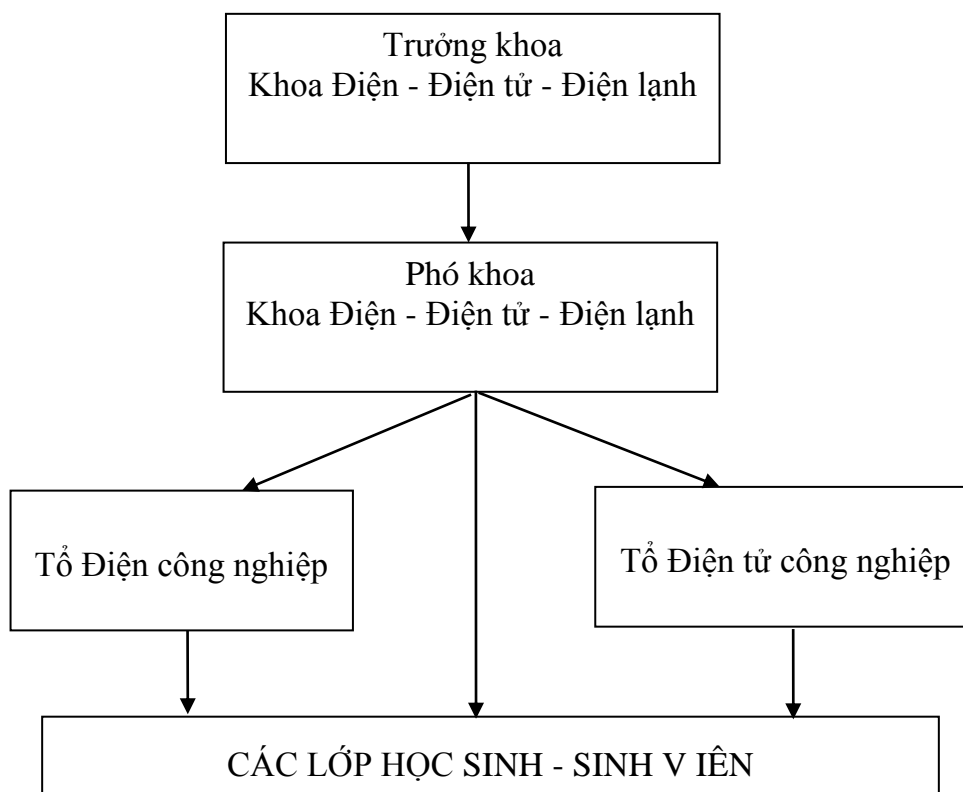 Trưởng khoa
Khoa Điện - Điện tử - Điện lạnh
Phó khoa
Khoa Điện - Điện tử - Điện lạnh
Tổ Điện công nghiệp
Tổ Điện tử công nghiệp
CÁC LỚP HỌC SINH - SINH V IÊN